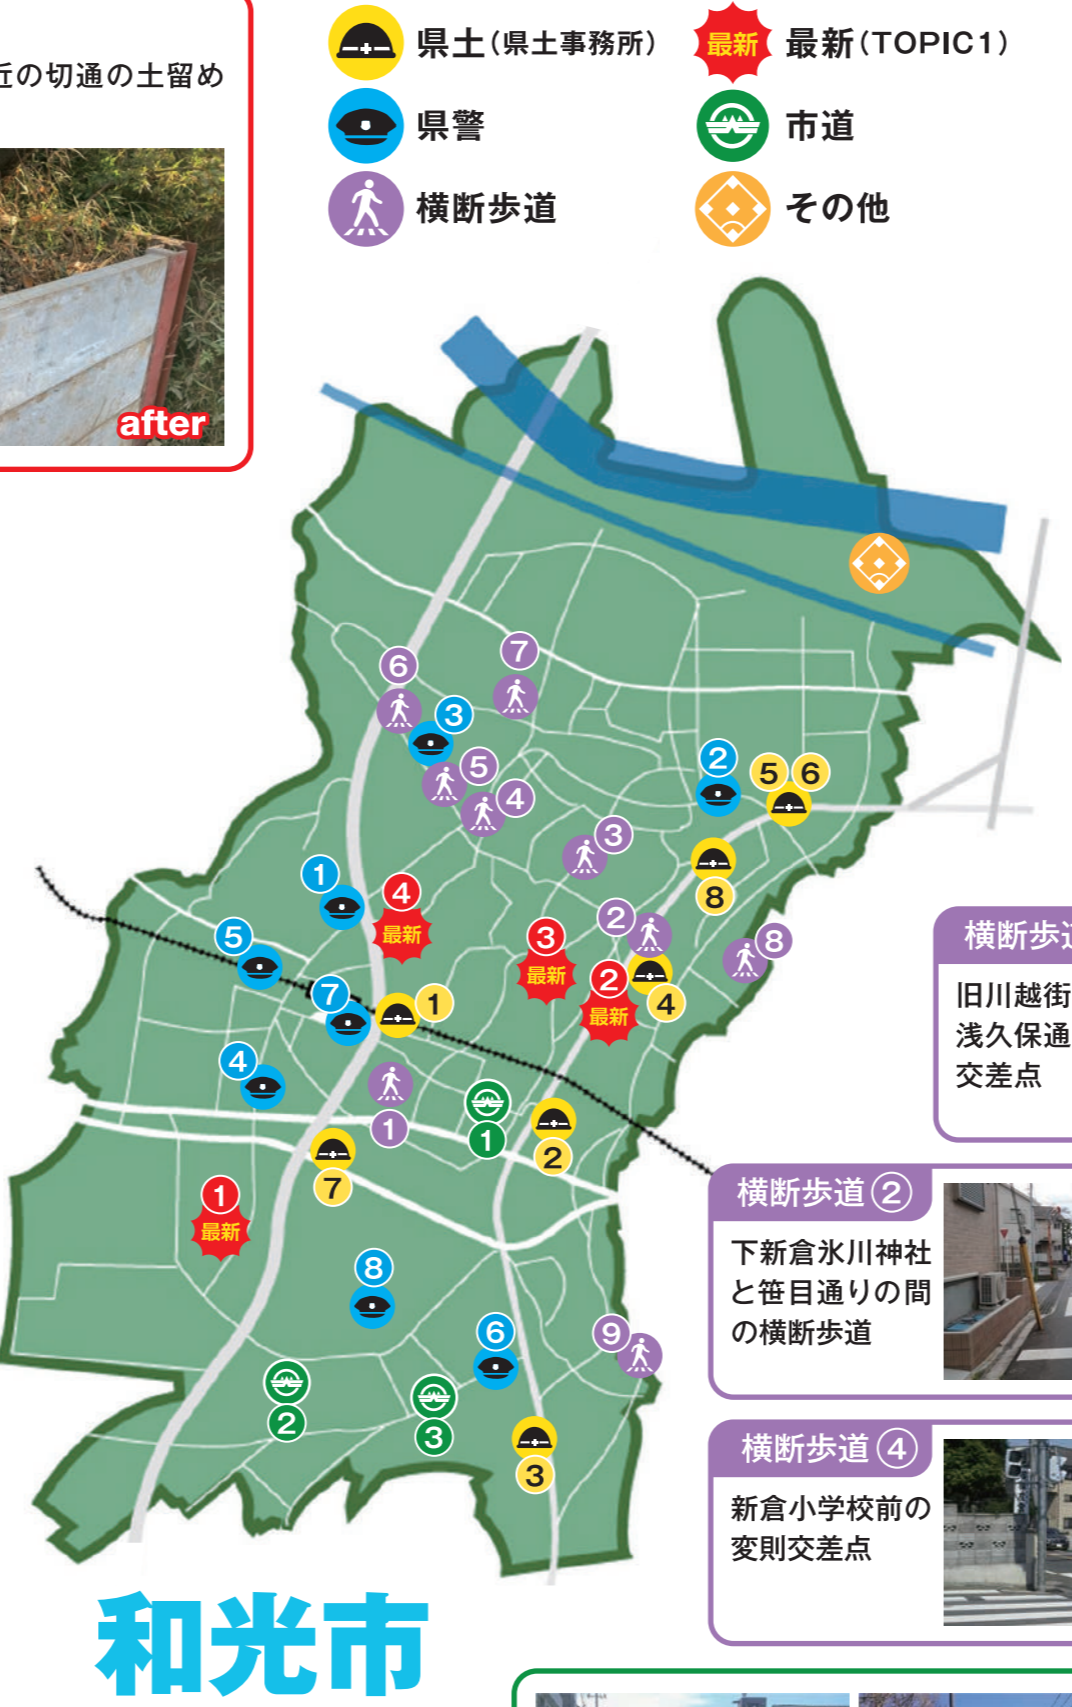 近の切通の土留め
after
県土(県土事務所)
最新
最新(TOPIC1)
県警
市道
横断歩道
その他
6
7
3
5
4
2
5
6
3
8
1
4
最新
2
8
5
3
最新
2
最新
4
7
1
4
1
1
2
7
1
最新
8
6
9
2
3
3
横断歩道
旧川越街
浅久保通
交差点
横断歩道②
下新倉氷川神社
と笹目通りの間
の横断歩道
横断歩道④
新倉小学校前の
変則交差点
和光市